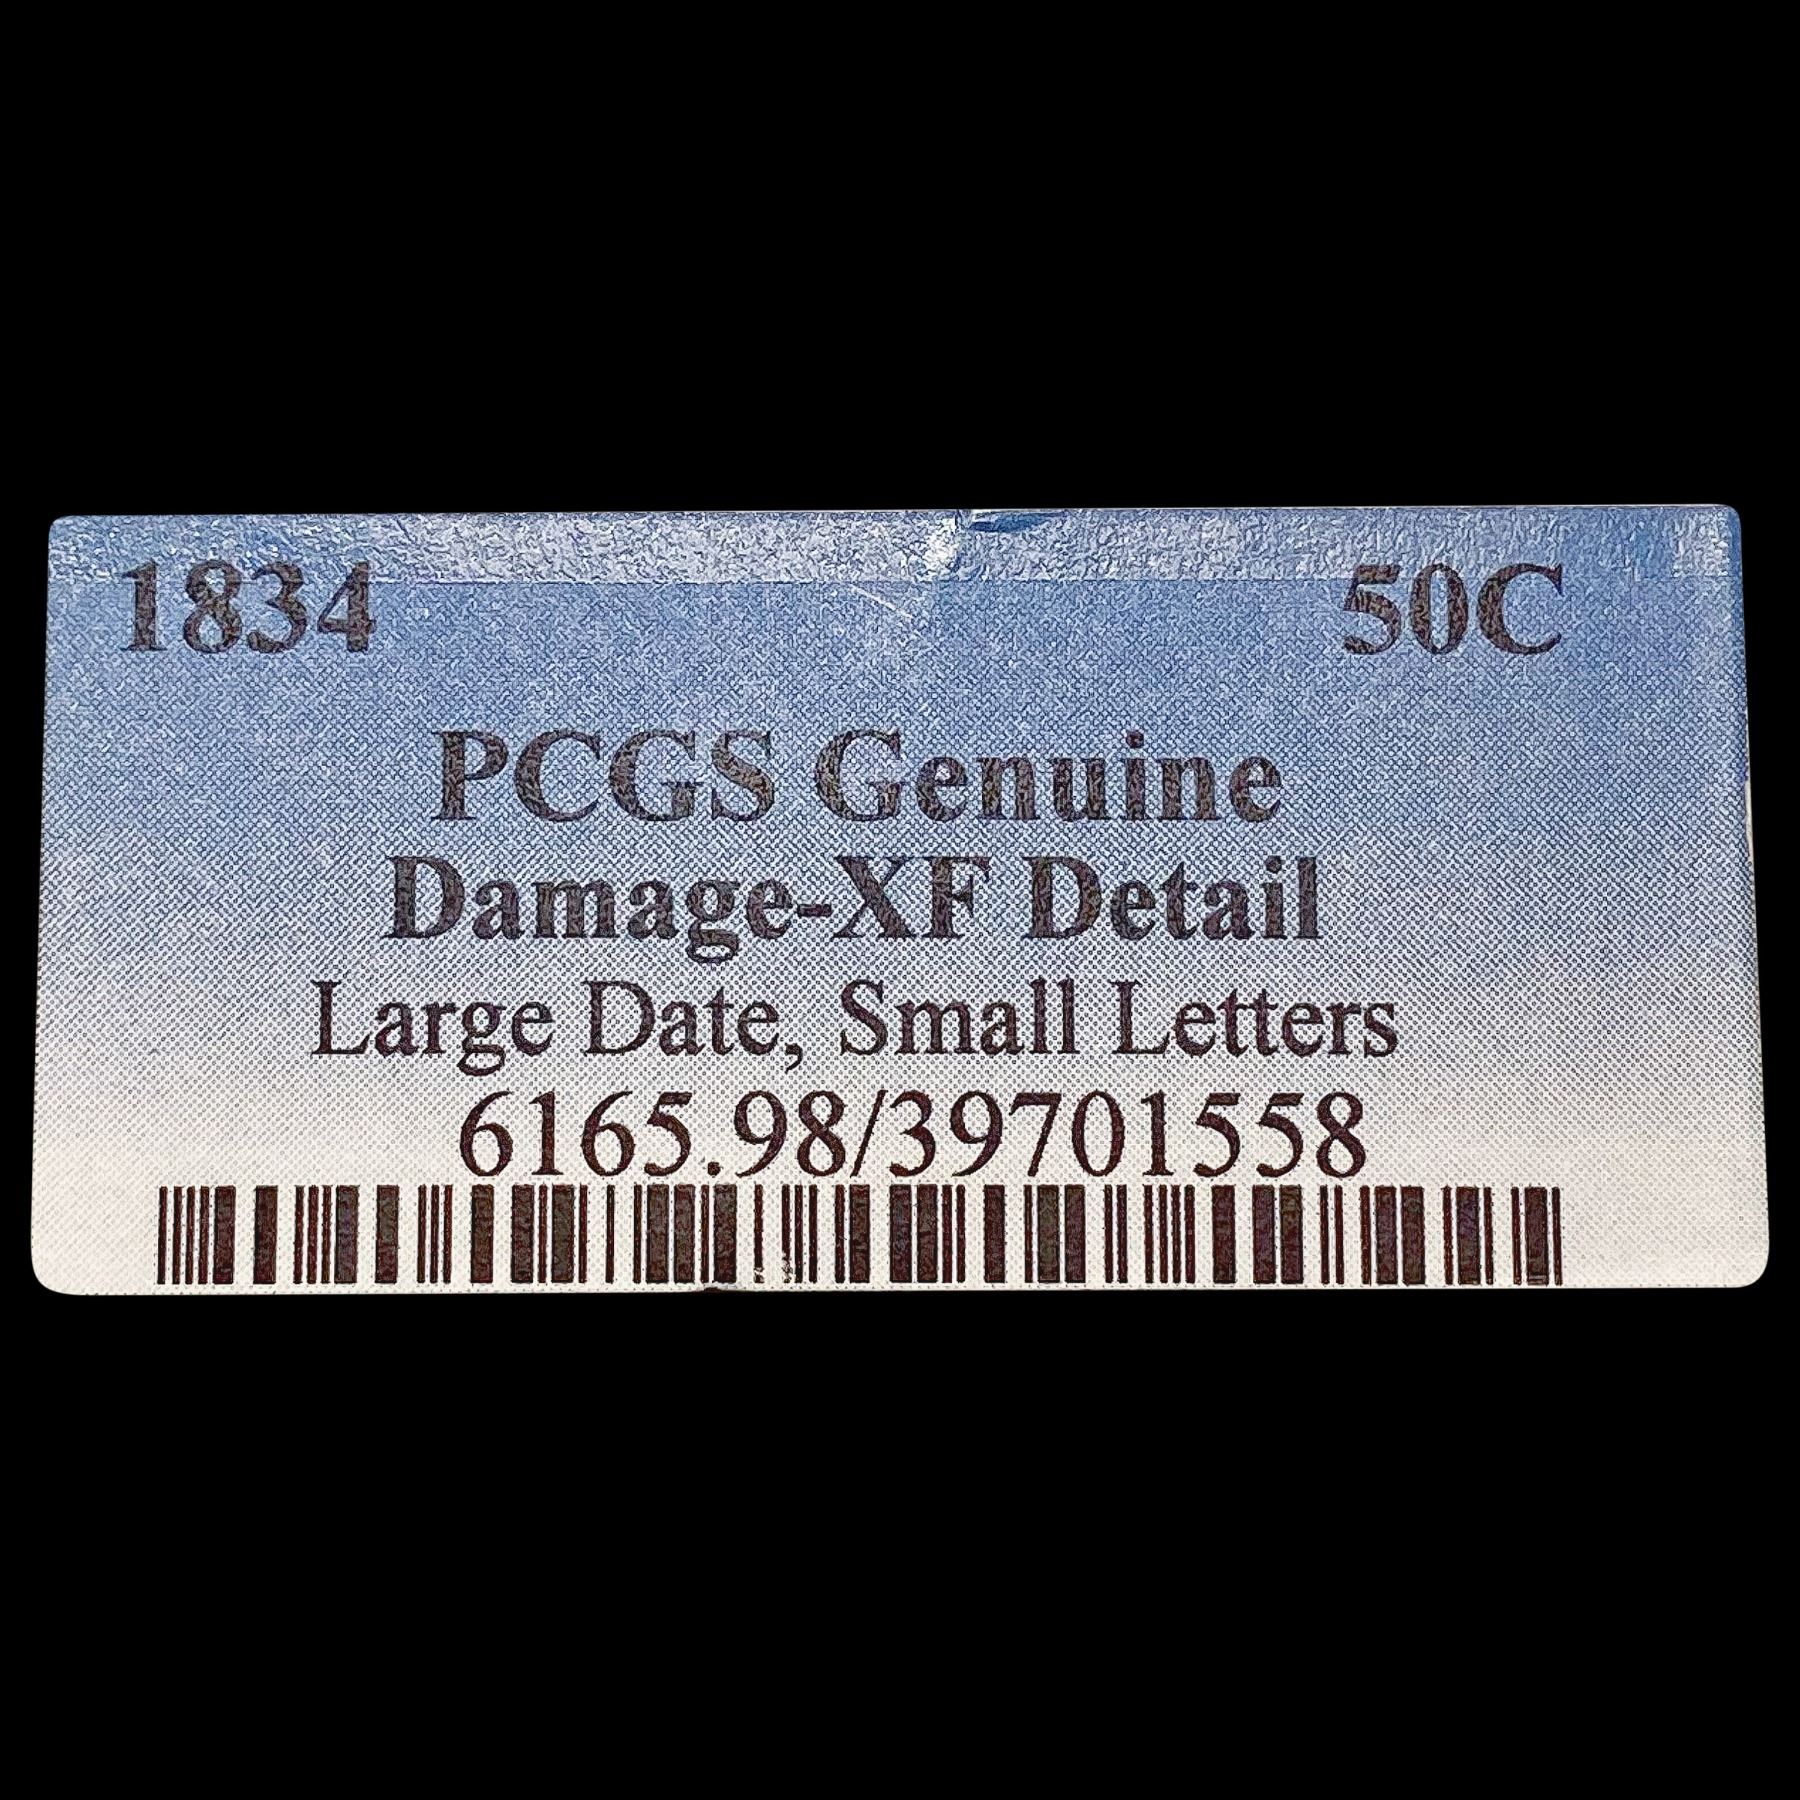 1834 50C
PCGS Genuine
Damage-XF Detail
Large Date, Small Letters
6165.98/39701558